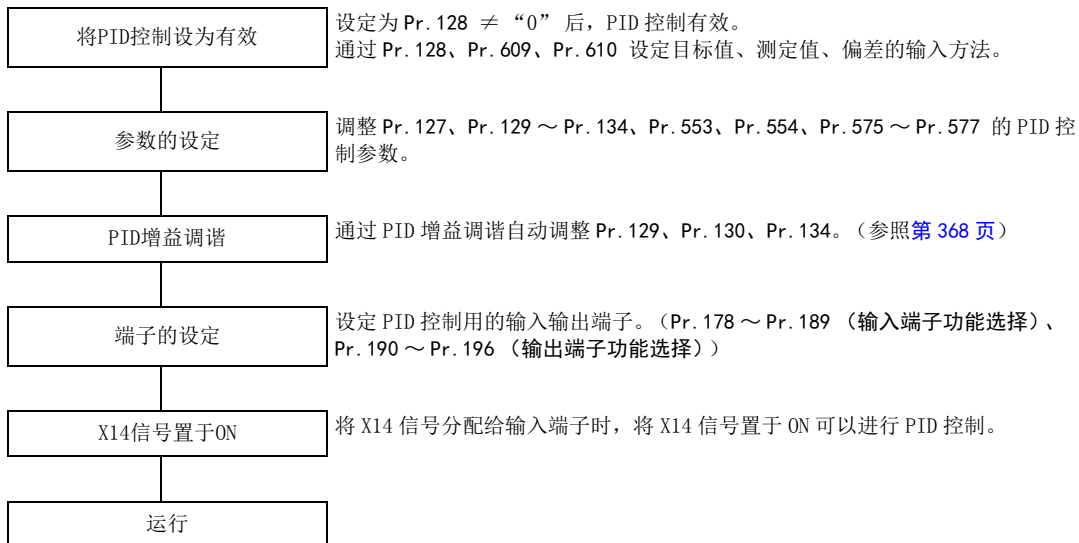 将PID控制设为有效
设定为 Pr.128 ≠ “0” 后，PID 控制有效。
通过 Pr.128、Pr.609、Pr.610 设定目标值、测定值、偏差的输入方法。
参数的设定
调整 Pr.127、Pr.129 ～ Pr.134、Pr.553、Pr.554、Pr.575 ～ Pr.577 的 PID 控
制参数。
PID增益调谐
通过 PID 增益调谐自动调整 Pr.129、Pr.130、Pr.134。（参照第 368 页）
端子的设定
设定 PID 控制用的输入输出端子。（Pr.178 ～ Pr.189 （输入端子功能选择）、
Pr.190 ～ Pr.196 （输出端子功能选择））
X14信号置于ON
将 X14 信号分配给输入端子时，将 X14 信号置于 ON 可以进行 PID 控制。
运行